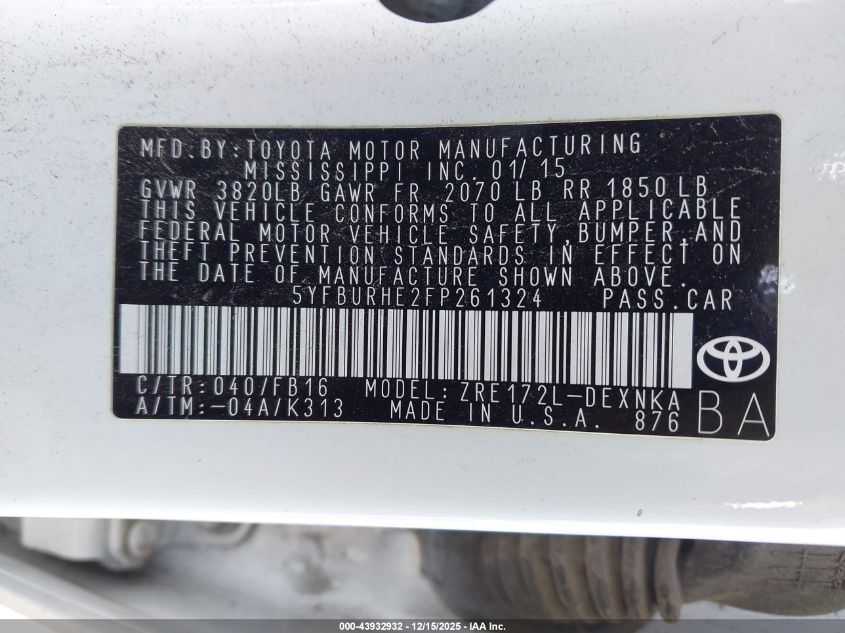 MFD.BY:TOYOTA MOTOR MANUFACTURING
MISSISSIPPI INC. 01/15
GVWR 3820LB GAWR FR 2070 LB RR 1850 LB
THIS VEHICLE CONFORMS TO ALL APPLICABLE
FEDERAL MOTOR VEHICLE SAFETY,BUMPER,AND
THEFT PREVENTION STANDARDS IN EFFECT ON
THE DATE OF MANUFACTURE SHOWN ABOVE.
5YFBURHE2FP261324 PASS.CAR
C/TR:040/FB16 MODEL:ZRE172L-DEXNKA
A/TM:-04A/K313 MADE IN U.S.A. 876
BA
000-43932932 - 12/15/2025 - IAA Inc.